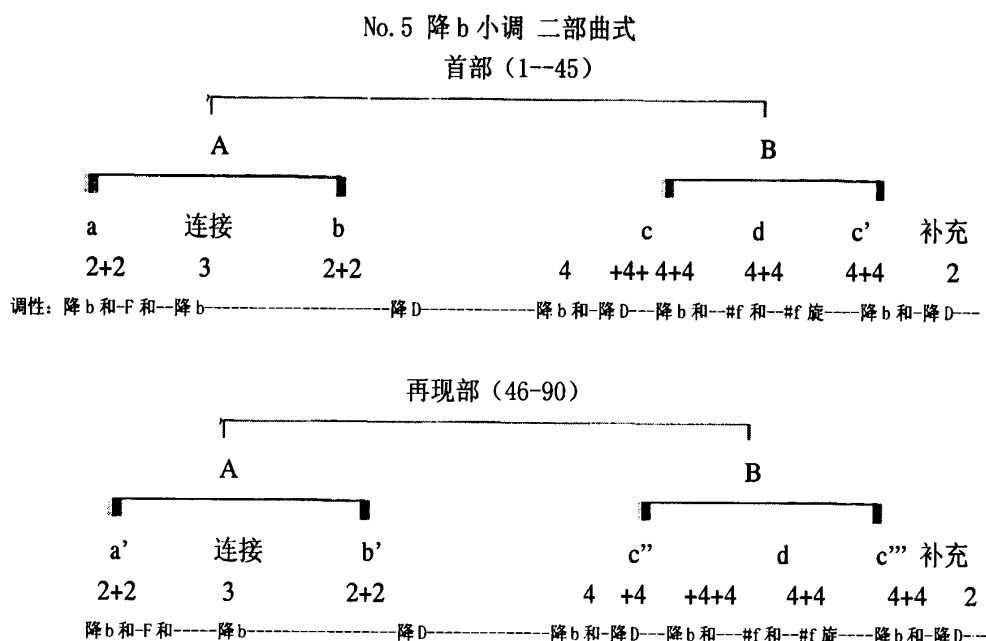 No.5 降b小调 二部曲式
首部（1--45）
A B
a 连接 b c d c' 补充
2+2 3 2+2 4 +4+ 4+4 4+4 4+4 2
调性: 降b和-F和--降b--------------------降D-------------降b和-降D---降b和--#f和--#f旋----降b和-降D---
再现部（46-90）
A B
a' 连接 b' c'' d c''' 补充
2+2 3 2+2 4 +4 +4+4 4+4 4+4 2
降b和-F和-----降b-----------------降D--------------降b和-降D---降b和---#f和--#f旋----降b和-降D---